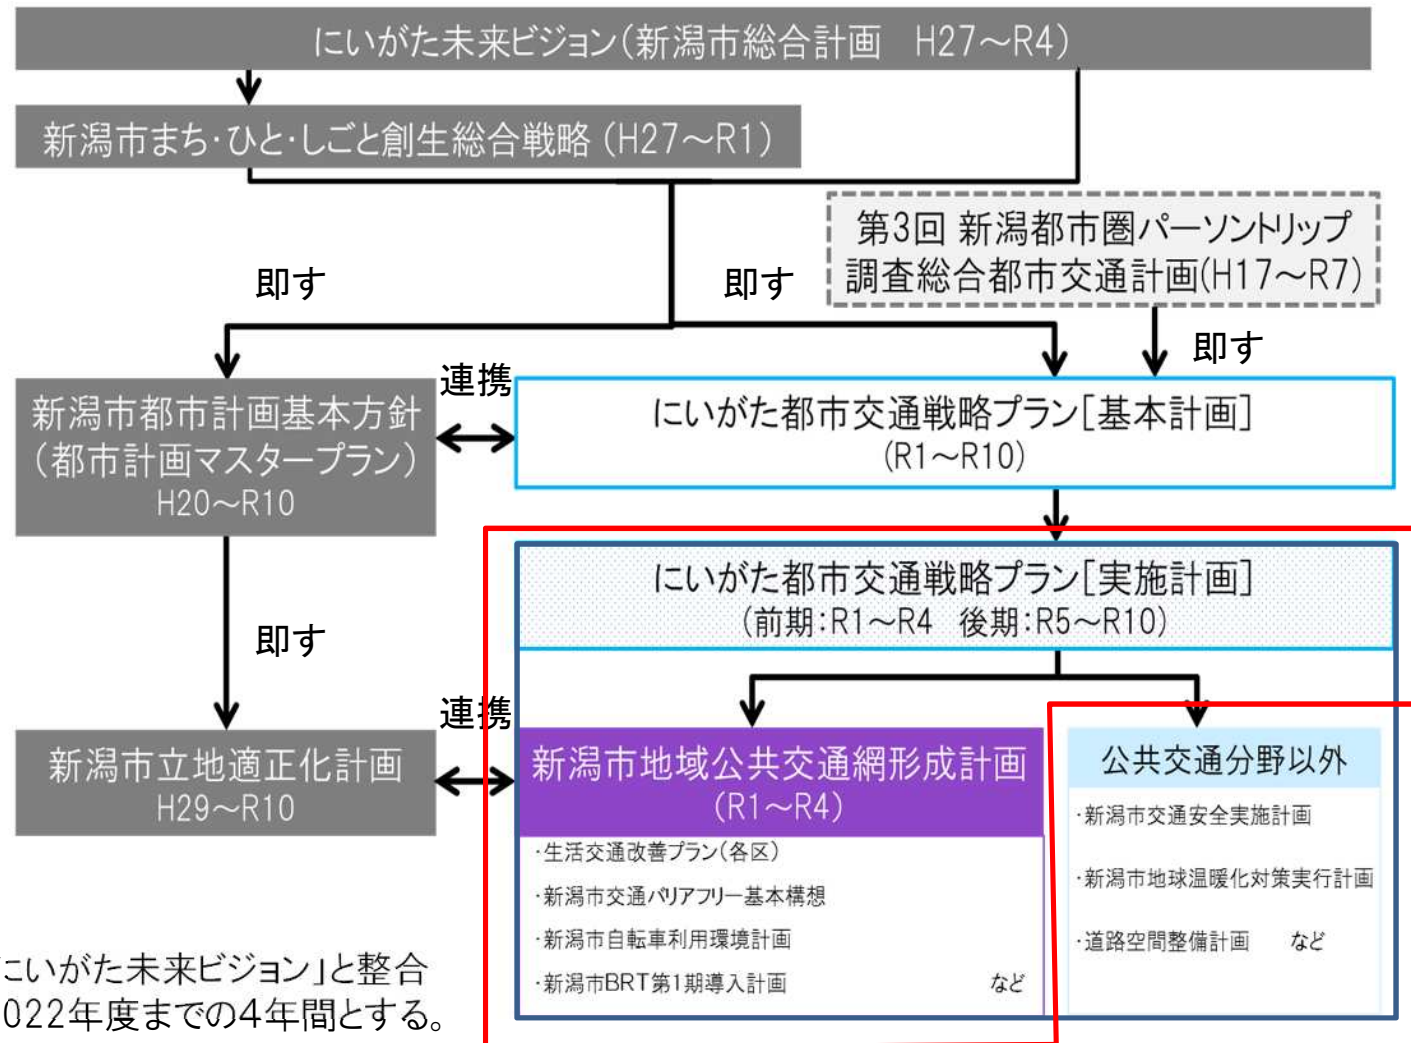 にいがた未来ビジョン(新潟市総合計画　H27～R4)
新潟市まち・ひと・しごと創生総合戦略 (H27～R1)
第3回 新潟都市圏パーソントリップ
調査総合都市交通計画(H17～R7)
即す
即す
即す
新潟市都市計画基本方針
(都市計画マスタープラン)
H20～R10
連携
にいがた都市交通戦略プラン[基本計画]
(R1～R10)
にいがた都市交通戦略プラン[実施計画]
(前期:R1～R4　後期:R5～R10)
即す
連携
新潟市立地適正化計画
H29～R10
新潟市地域公共交通網形成計画
(R1～R4)
・生活交通改善プラン(各区)
・新潟市交通バリアフリー基本構想
・新潟市自転車利用環境計画
・新潟市BRT第1期導入計画　など
公共交通分野以外
・新潟市交通安全実施計画
・新潟市地球温暖化対策実行計画
・道路空間整備計画　など
にいがた未来ビジョン」と整合
022年度までの4年間とする。